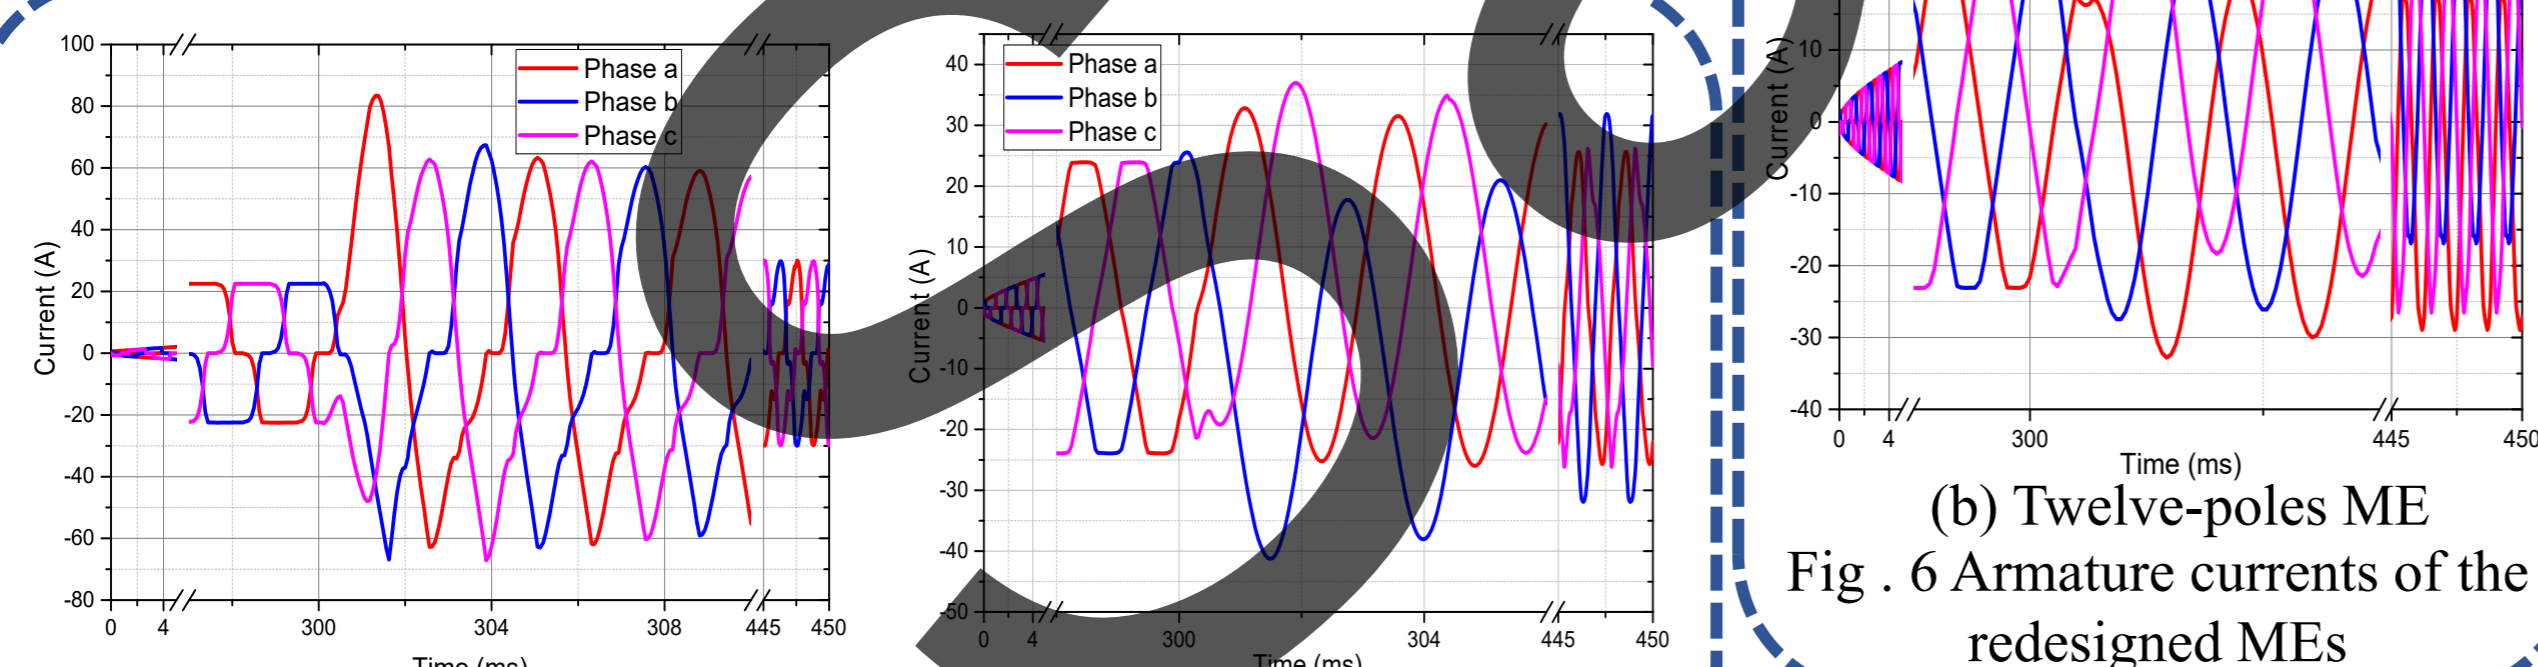 Phase a
Phase b
Phase c
Current (A)
100
80
60
40
20
0
-20
-40
-60
-80
0 4 300 304 308 445 450
Time (ms)
Phase a
Phase b
Phase c
Current (A)
40
30
20
10
0
-10
-20
-30
-40
-50
0 4 300 304 445 450
Time (ms)
Current (A)
10
0
-10
-20
-30
-40
0 4 300 445 450
Time (ms)
(b) Twelve-poles ME
Fig . 6 Armature currents of the
redesigned MEs